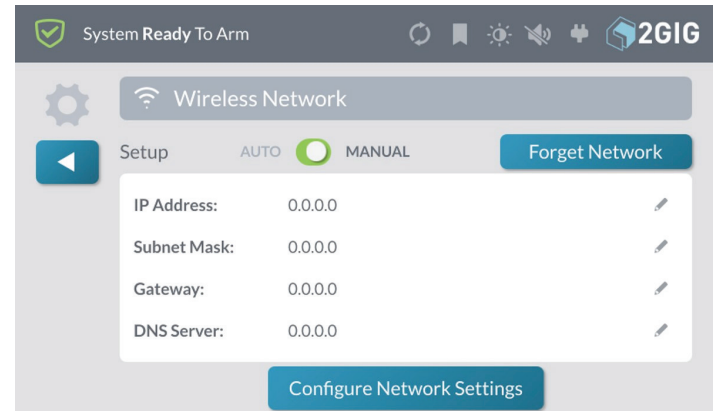 System Ready To Arm
2GIG
Wireless Network
Setup AUTO MANUAL Forget Network
IP Address: 0.0.0.0
Subnet Mask: 0.0.0.0
Gateway: 0.0.0.0
DNS Server: 0.0.0.0
Configure Network Settings